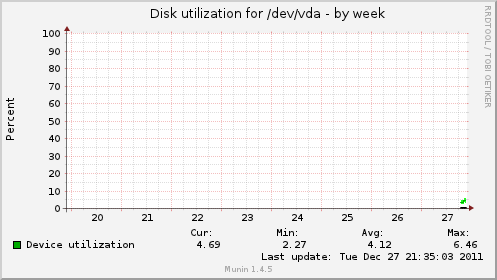 Disk utilization for /dev/vda - by week
RRDTOOL / TOBI OETIKER
Percent
100
90
80
70
60
50
40
30
20
10
0
20 21 22 23 24 25 26 27
Cur: Min: Avg: Max:
Device utilization 4.69 2.27 4.12 6.46
Last update: Tue Dec 27 21:35:03 2011
Munin 1.4.5